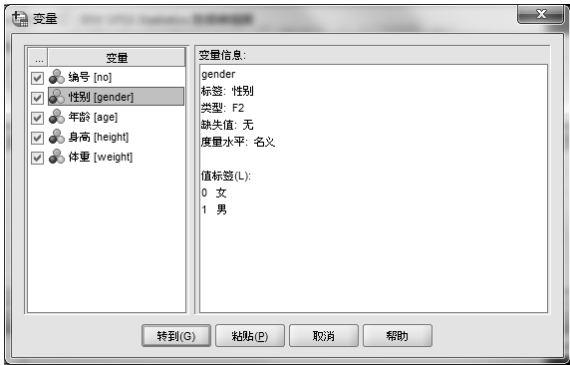 变量
... 变量
编号 [no]
性别 [gender]
年龄 [age]
身高 [height]
体重 [weight]
变量信息:
gender
标签: 性别
类型: F2
缺失值: 无
度量水平: 名义
值标签(L):
0 女
1 男
转到(G) 粘贴(P) 取消 帮助